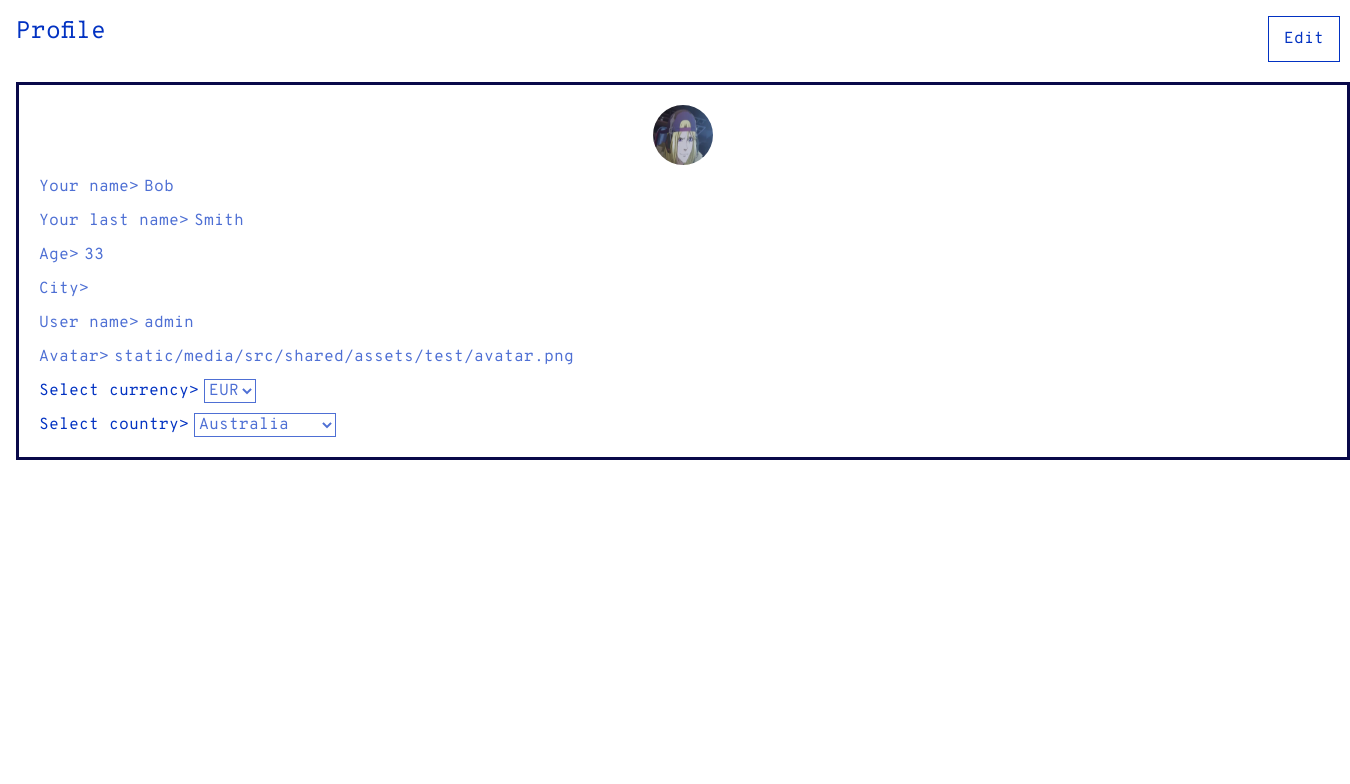 Profile
Edit
Your name> Bob
Your last name> Smith
Age> 33
City>
User name> admin
Avatar> static/media/src/shared/assets/test/avatar.png
Select currency> EUR
Select country> Australia